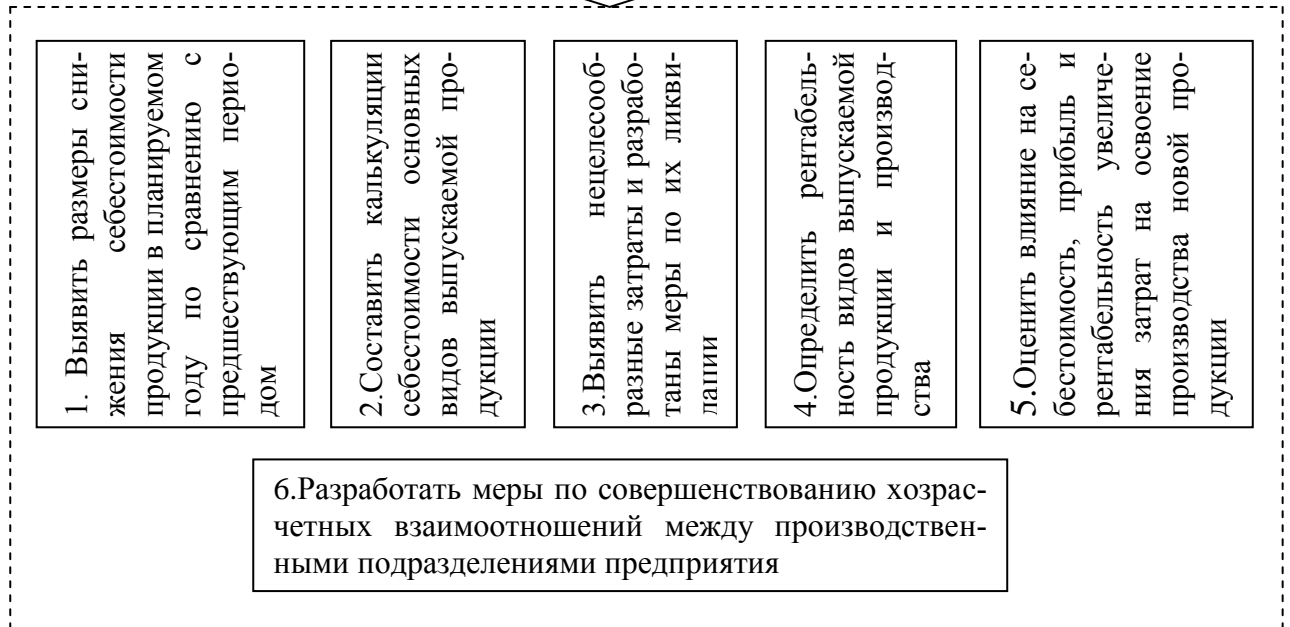 1. Выявить размеры сни-
жения себестоимости
продукции в планируемом
году по сравнению с
предшествующим перио-
дом
2.Составить калькуляции
себестоимости основных
видов выпускаемой про-
дукции
3.Выявить нецелесооб-
разные затраты и разрабо-
таны меры по их ликви-
лапии
4.Определить рентабель-
ность видов выпускаемой
продукции и производ-
ства
5.Оценить влияние на се-
бестоимость, прибыль и
рентабельность увеличе-
ния затрат на освоение
производства новой про-
дукции
6.Разработать меры по совершенствованию хозрас-
четных взаимоотношений между производствен-
ными подразделениями предприятия